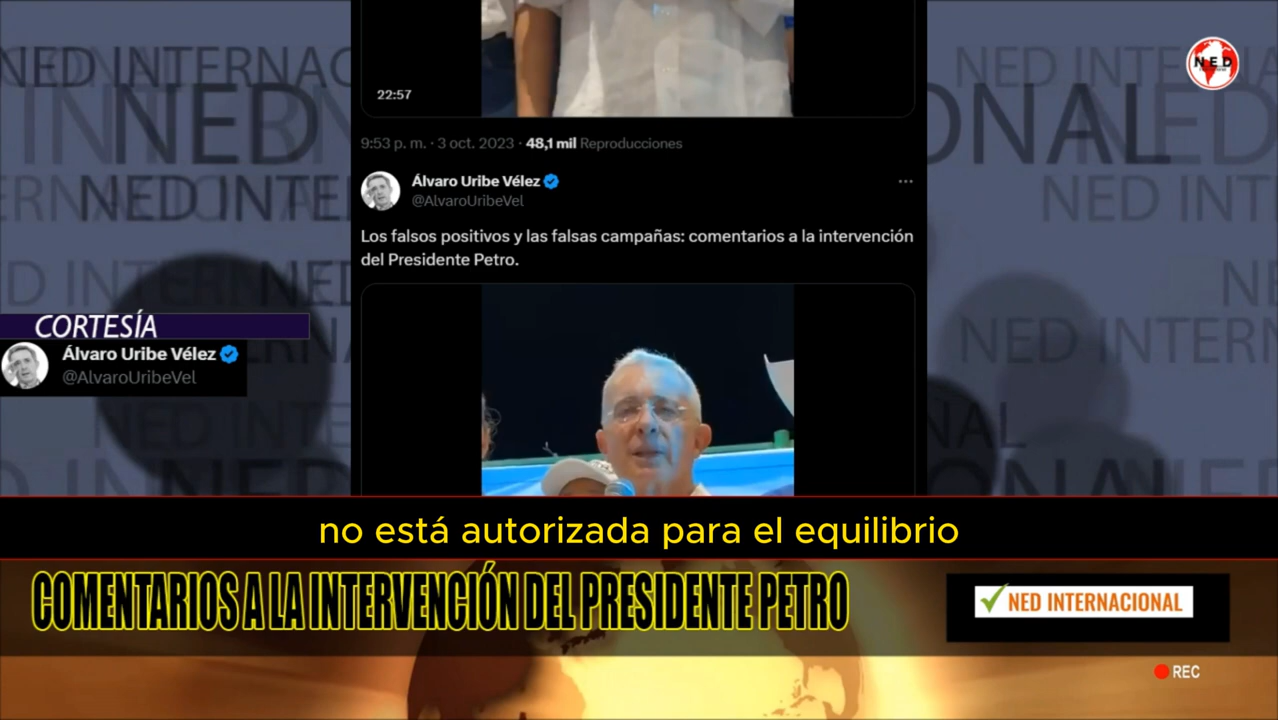 NED
22:57
9:53 p. m. · 3 oct. 2023 · 48,1 mil Reproducciones
Álvaro Uribe Vélez
@AlvaroUribeVel
Los falsos positivos y las falsas campañas: comentarios a la intervención
del Presidente Petro.
CORTESÍA
Álvaro Uribe Vélez
@AlvaroUribeVel
no está autorizada para el equilibrio
COMENTARIOS A LA INTERVENCIÓN DEL PRESIDENTE PETRO
NED INTERNACIONAL
REC